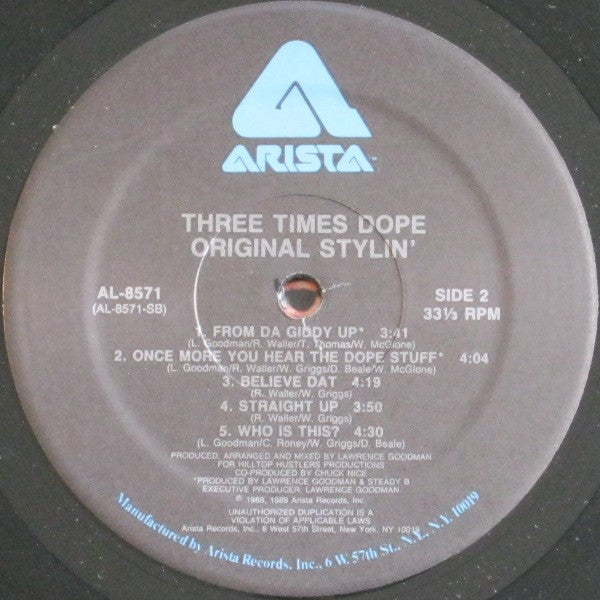 ARISTA™
THREE TIMES DOPE
ORIGINAL STYLIN'
AL-8571
(AL-8571-SB)
SIDE 2
33⅓ RPM
1. FROM DA GIDDY UP* 3:41
(L. Goodman/R. Waller/T. Thomas/W. McGlone)
2. ONCE MORE YOU HEAR THE DOPE STUFF* 4:04
(L. Goodman/R. Waller/W. Griggs/D. Beale/W. McGlone)
3. BELIEVE DAT 4:19
(R. Waller/W. Griggs)
4. STRAIGHT UP 3:50
(R. Waller/W. Griggs)
5. WHO IS THIS? 4:30
(L. Goodman/C. Roney/W. Griggs/D. Beale)
PRODUCED, ARRANGED AND MIXED BY LAWRENCE GOODMAN
FOR HILLTOP HUSTLERS PRODUCTIONS
CO-PRODUCED BY CHUCK NICE
*PRODUCED BY LAWRENCE GOODMAN & STEADY B
EXECUTIVE PRODUCER: LAWRENCE GOODMAN
℗ 1988, 1989 Arista Records, Inc.
UNAUTHORIZED DUPLICATION IS A
VIOLATION OF APPLICABLE LAWS
Arista Records, Inc., 6 West 57th Street, New York, NY 10019
Manufactured by Arista Records, Inc., 6 W. 57th St., N.Y., N.Y. 10019